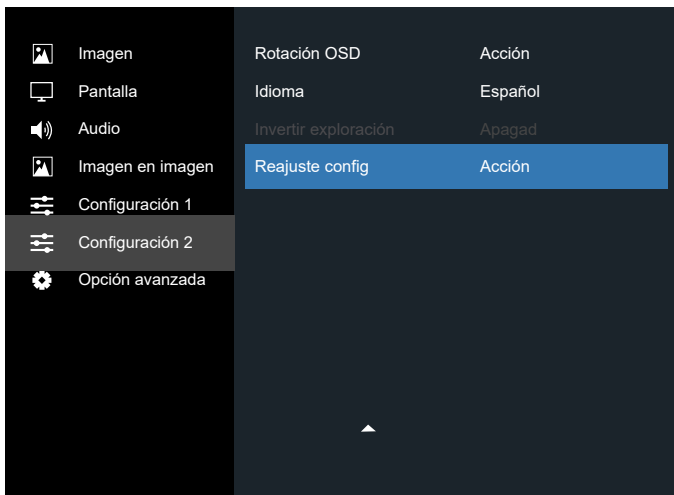 Imagen
Pantalla
Audio
Imagen en imagen
Configuración 1
Configuración 2
Opción avanzada
Rotación OSD Acción
Idioma Español
Invertir exploración Apagad
Reajuste config Acción